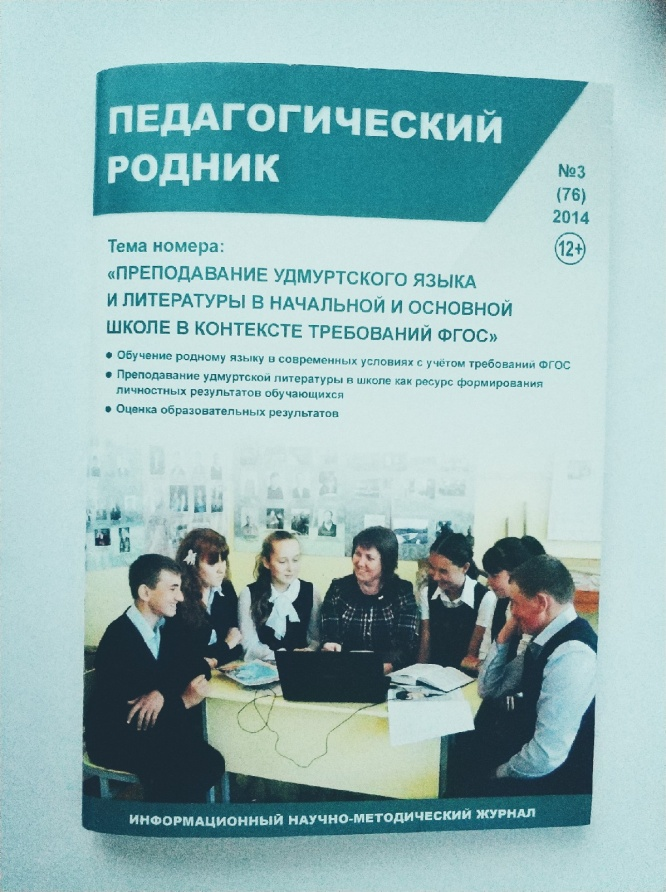 ПЕДАГОГИЧЕСКИЙ
РОДНИК
№3
(76)
2014
12+
Тема номера:
«ПРЕПОДАВАНИЕ УДМУРТСКОГО ЯЗЫКА
И ЛИТЕРАТУРЫ В НАЧАЛЬНОЙ И ОСНОВНОЙ
ШКОЛЕ В КОНТЕКСТЕ ТРЕБОВАНИЙ ФГОС»
● Обучение родному языку в современных условиях с учётом требований ФГОС
● Преподавание удмуртской литературы в школе как ресурс формирования
личностных результатов обучающихся
● Оценка образовательных результатов
ИНФОРМАЦИОННЫЙ НАУЧНО-МЕТОДИЧЕСКИЙ ЖУРНАЛ